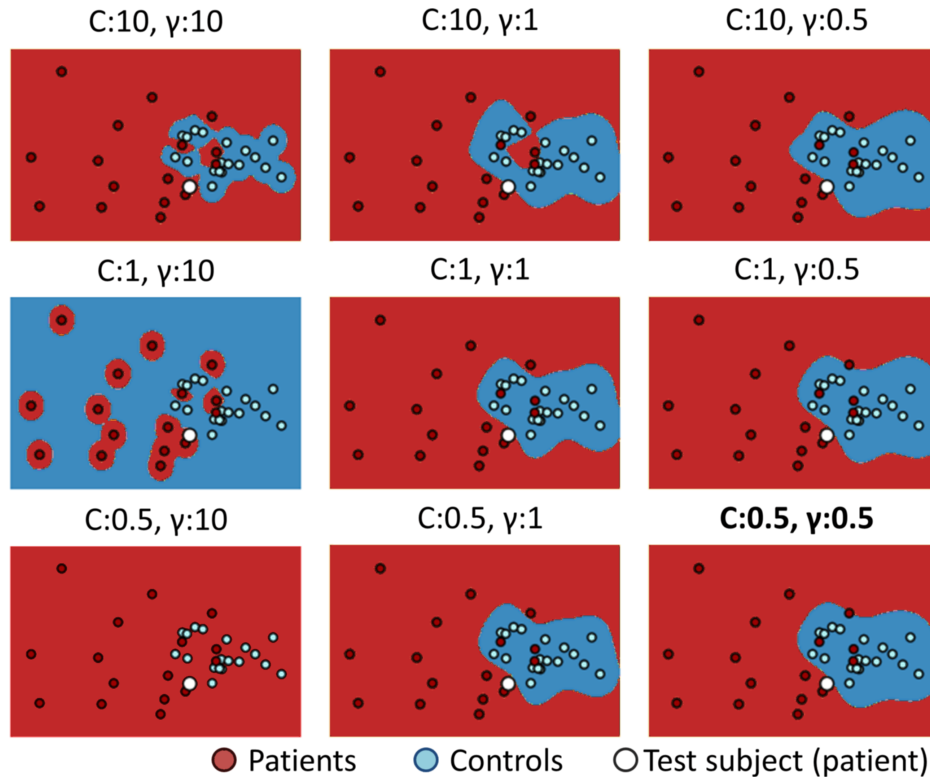 C:10, γ:10
C:10, γ:1
C:10, γ:0.5
C:1, γ:10
C:1, γ:1
C:1, γ:0.5
C:0.5, γ:10
C:0.5, γ:1
C:0.5, γ:0.5
Patients
Controls
Test subject (patient)